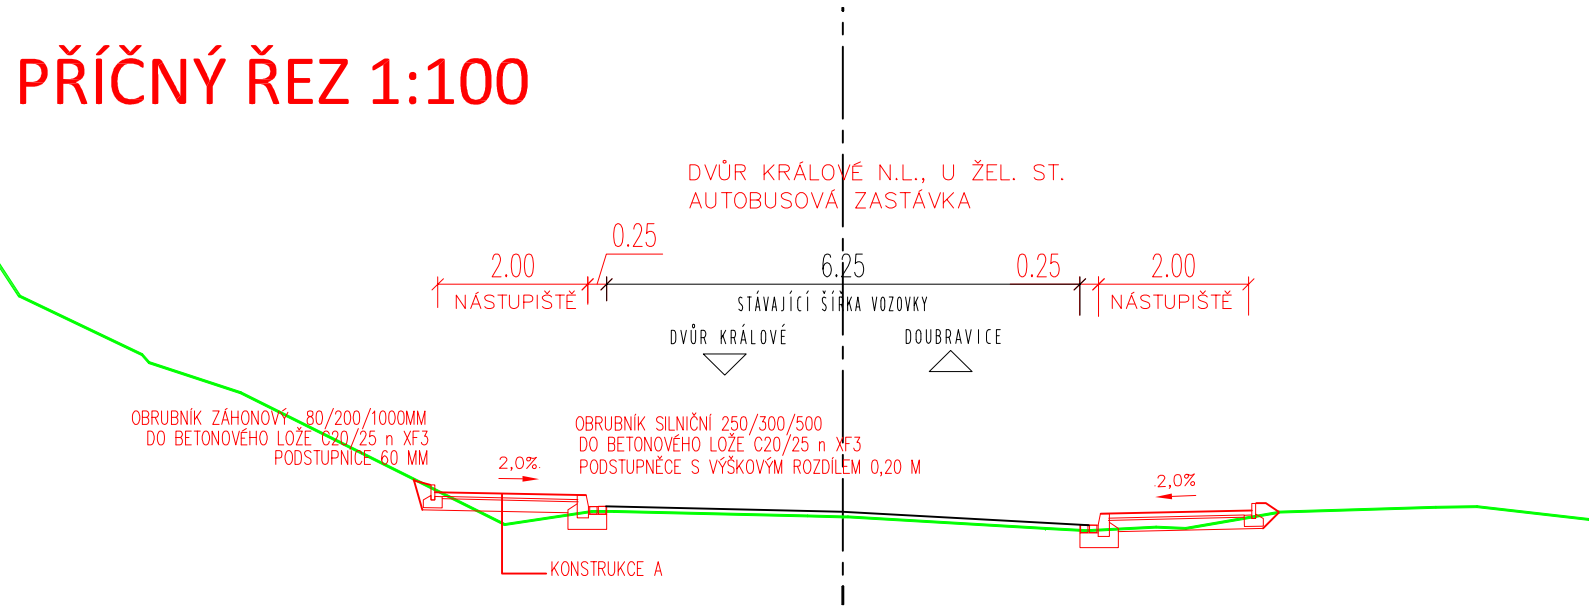 PŘÍČNÝ ŘEZ 1:100
DVŮR KRÁLOVÉ N.L., U ŽEL. ST.
AUTOBUSOVÁ ZASTÁVKA
0.25
2.00
6.25
0.25
2.00
NÁSTUPIŠTĚ
STÁVAJÍCÍ ŠÍŘKA VOZOVKY
NÁSTUPIŠTĚ
DVŮR KRÁLOVÉ
DOUBRAVICE
OBRUBNÍK ZÁHONOVÝ 80/200/1000MM
DO BETONOVÉHO LOŽE C20/25 n XF3
PODSTUPNICE 60 MM
OBRUBNÍK SILNIČNÍ 250/300/500
DO BETONOVÉHO LOŽE C20/25 n XF3
PODSTUPNĚCE S VÝŠKOVÝM ROZDÍLEM 0,20 M
2,0%
2,0%
KONSTRUKCE A